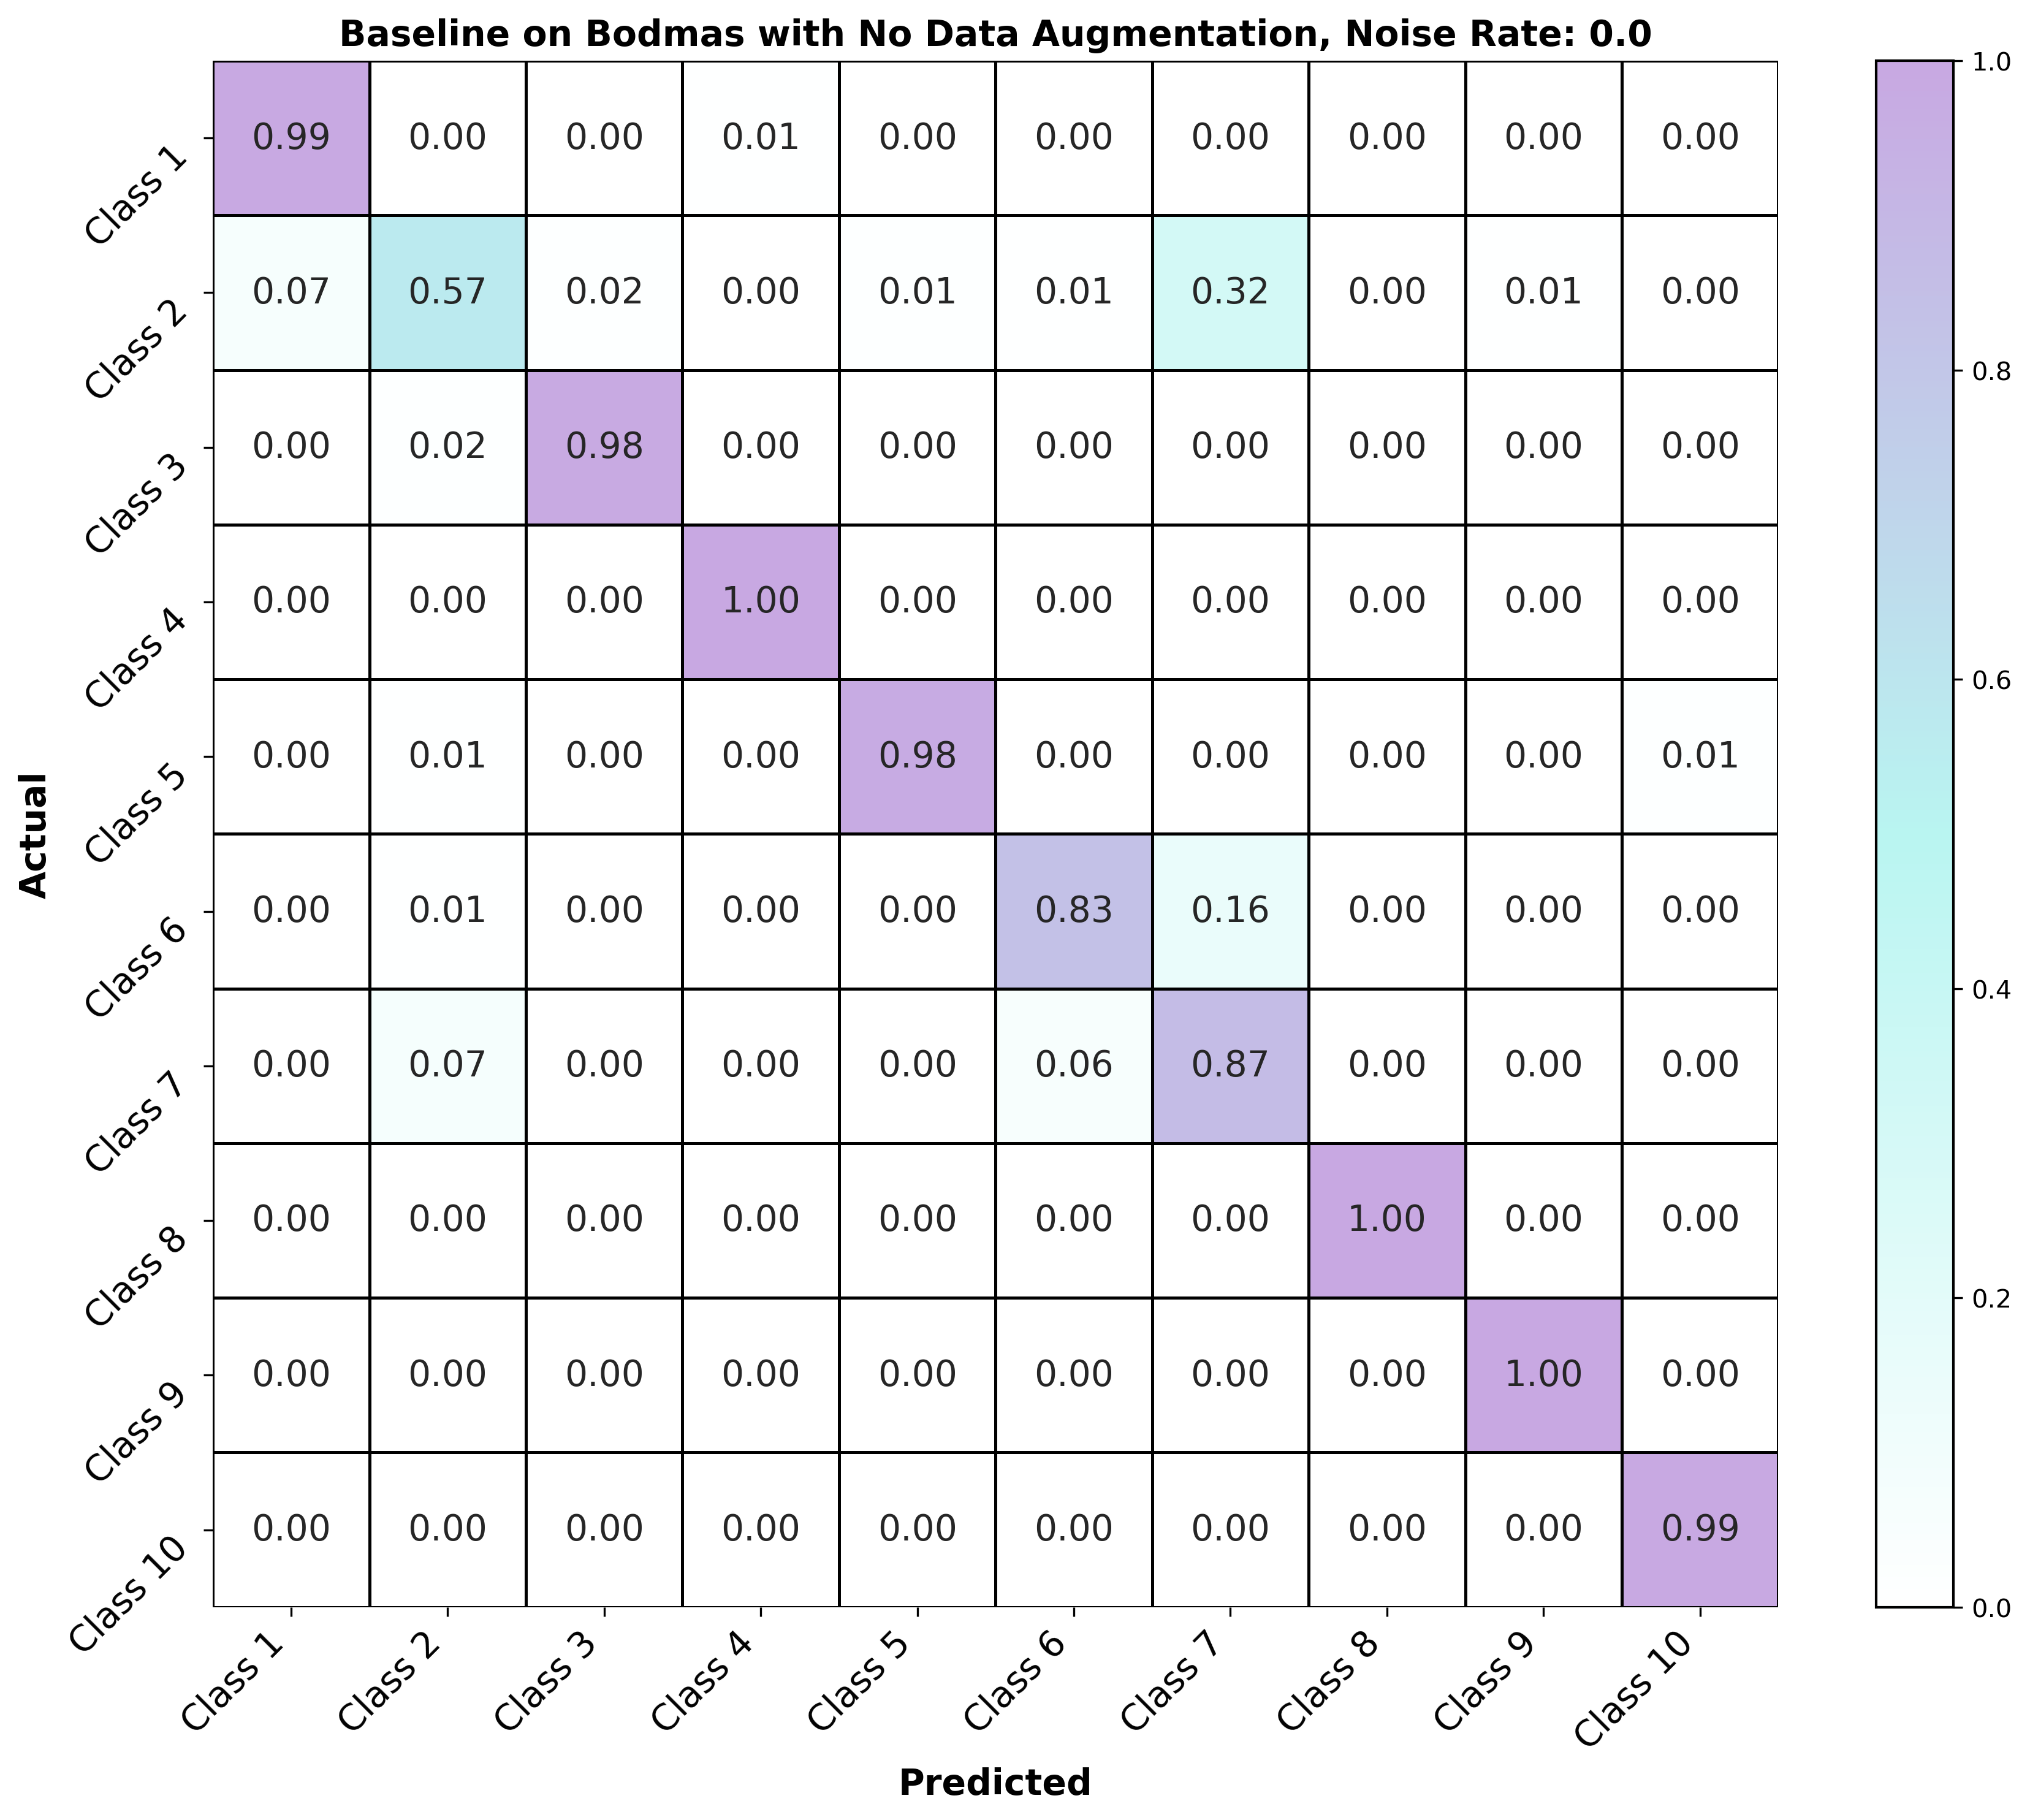 Baseline on Bodmas with No Data Augmentation, Noise Rate: 0.0
Class 1 0.99 0.00 0.00 0.01 0.00 0.00 0.00 0.00 0.00 0.00
Class 2 0.07 0.57 0.02 0.00 0.01 0.01 0.32 0.00 0.01 0.00
Class 3 0.00 0.02 0.98 0.00 0.00 0.00 0.00 0.00 0.00 0.00
Class 4 0.00 0.00 0.00 1.00 0.00 0.00 0.00 0.00 0.00 0.00
Class 5 0.00 0.01 0.00 0.00 0.98 0.00 0.00 0.00 0.00 0.01
Class 6 0.00 0.01 0.00 0.00 0.00 0.83 0.16 0.00 0.00 0.00
Class 7 0.00 0.07 0.00 0.00 0.00 0.06 0.87 0.00 0.00 0.00
Class 8 0.00 0.00 0.00 0.00 0.00 0.00 0.00 1.00 0.00 0.00
Class 9 0.00 0.00 0.00 0.00 0.00 0.00 0.00 0.00 1.00 0.00
Class 10 0.00 0.00 0.00 0.00 0.00 0.00 0.00 0.00 0.00 0.99
Class 1 Class 2 Class 3 Class 4 Class 5 Class 6 Class 7 Class 8 Class 9 Class 10
Predicted
Actual
1.0
0.8
0.6
0.4
0.2
0.0